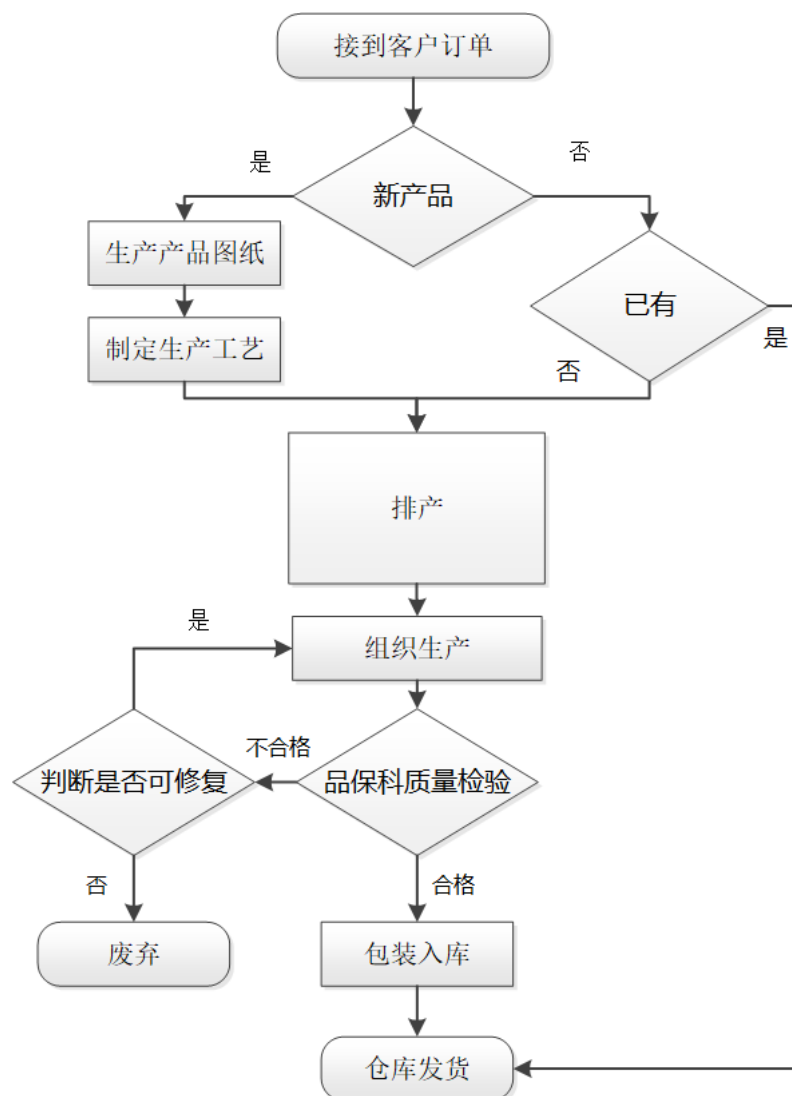 接到客户订单
是
否
新产品
生产产品图纸
已有
是
制定生产工艺
否
排产
是
组织生产
不合格
判断是否可修复
品保科质量检验
否
合格
废弃
包装入库
仓库发货